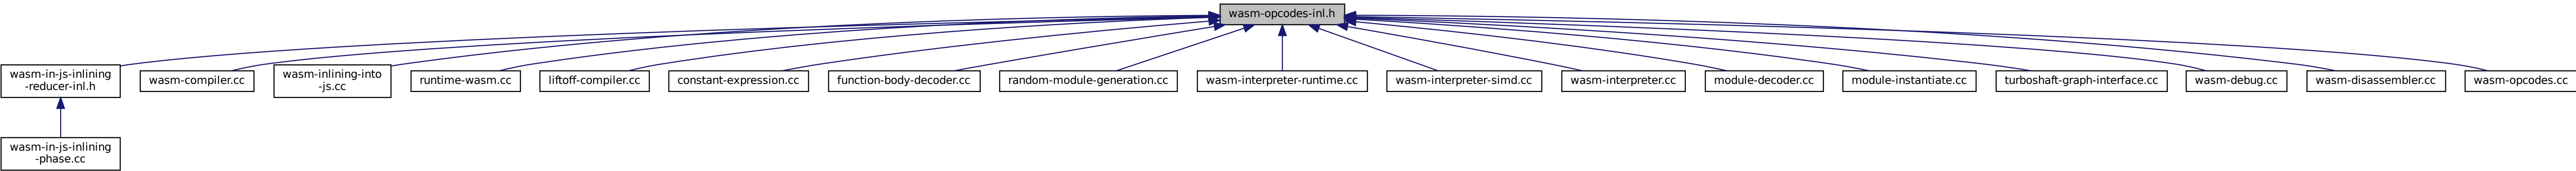 wasm-opcodes-inl.h
wasm-in-js-inlining
-reducer-inl.h
wasm-compiler.cc
wasm-inlining-into
-js.cc
runtime-wasm.cc
liftoff-compiler.cc
constant-expression.cc
function-body-decoder.cc
random-module-generation.cc
wasm-interpreter-runtime.cc
wasm-interpreter-simd.cc
wasm-interpreter.cc
module-decoder.cc
module-instantiate.cc
turboshaft-graph-interface.cc
wasm-debug.cc
wasm-disassembler.cc
wasm-opcodes.cc
wasm-in-js-inlining
-phase.cc